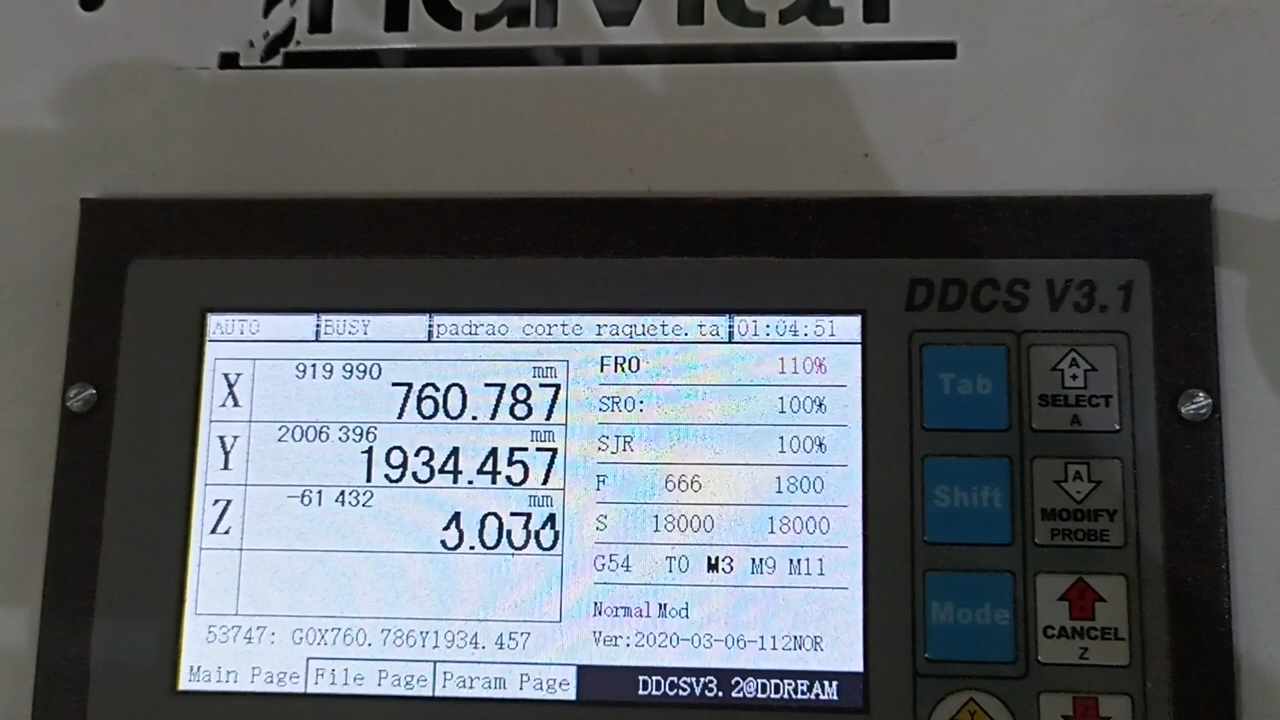 DDCS V3.1
AUTO BUSY padrao corte raquete.ta 01:04:51
X 919 990 mm
760.787
Y 2006.396 mm
1934.457
Z -61 432 mm
FRO 110%
SRO: 100%
SJR 100%
F 666 1800
S 18000 18000
G54 T0 M3 M9 M11
Normal Mod
53747: G0X760.786Y1934.457
Ver:2020-03-06-112NOR
Main Page File Page Param Page
DDCSV3.2@DDREAM
Tab
A+
SELECT
A
Shift
A-
MODIFY
PROBE
Mode
CANCEL
Z